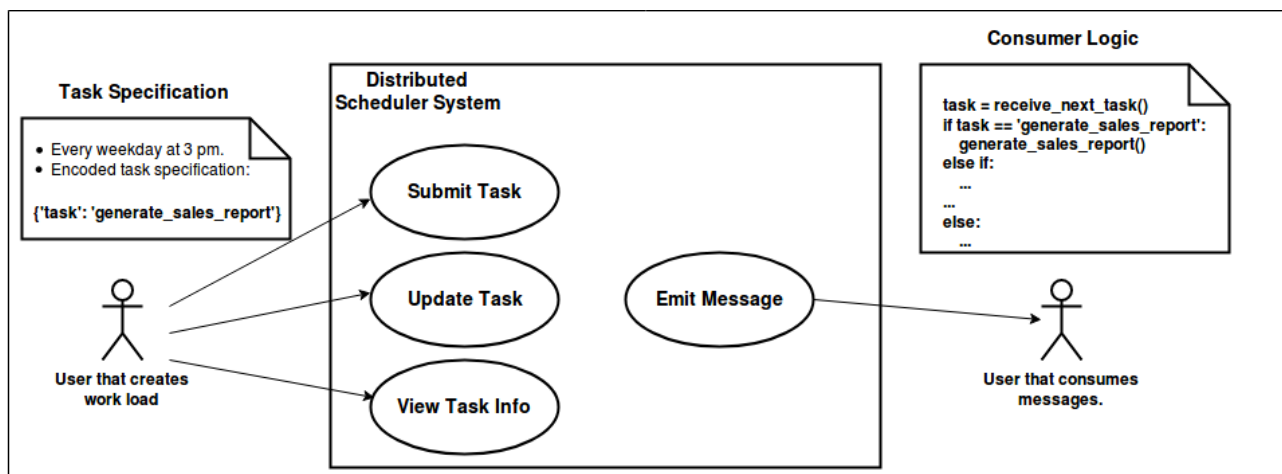 Task Specification
• Every weekday at 3 pm.
• Encoded task specification:
{'task': 'generate_sales_report'}
User that creates
work load
Distributed
Scheduler System
Submit Task
Update Task
View Task Info
Emit Message
Consumer Logic
task = receive_next_task()
if task == 'generate_sales_report':
generate_sales_report()
else if:
...
...
else:
...
User that consumes
messages.